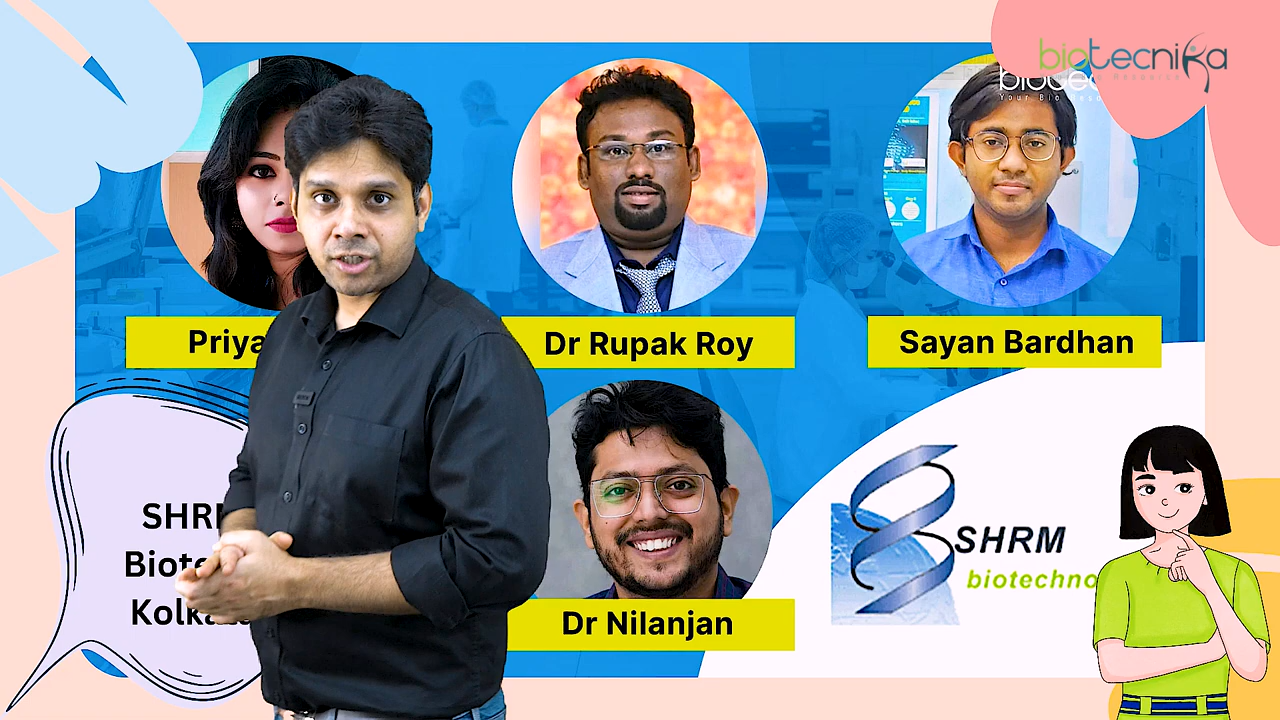 biotecnika
Priya
Dr Rupak Roy
Sayan Bardhan
SHRM
biotechno
Dr Nilanjan
SHR
Biote
Kolka